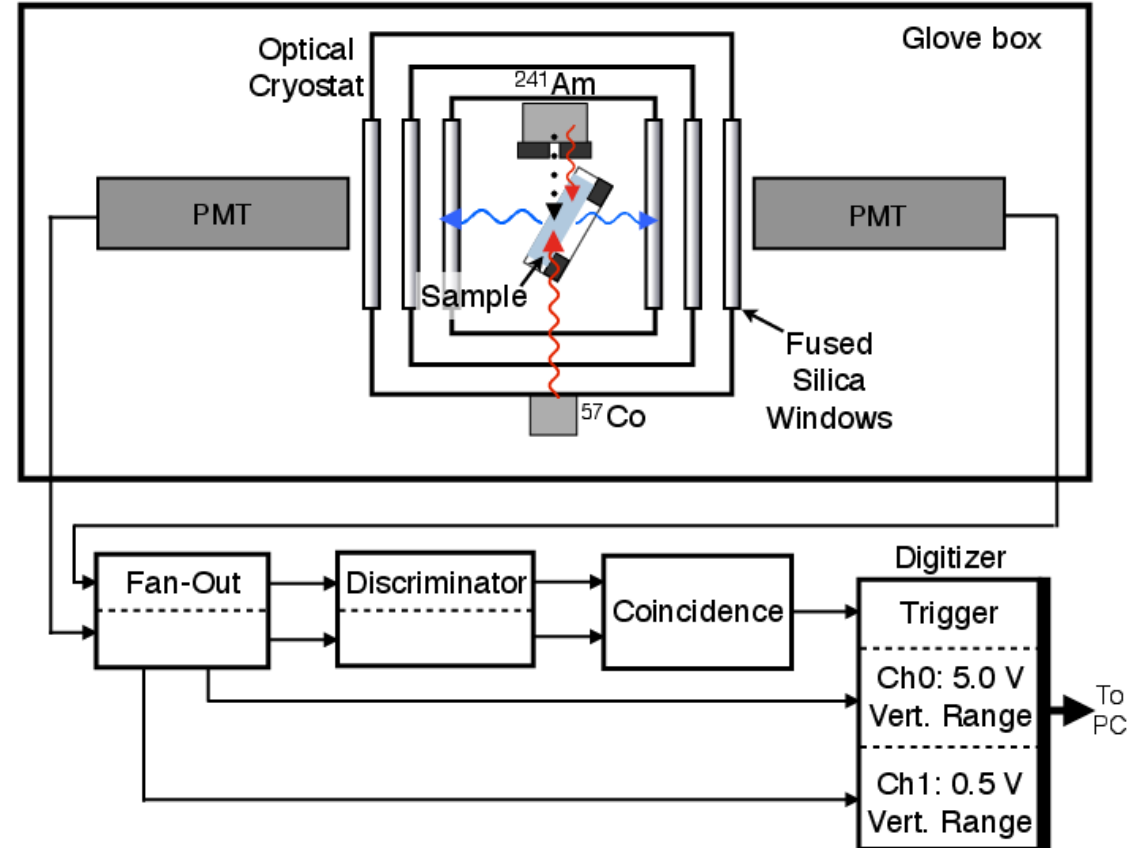 Glove box
Optical
Cryostat
²⁴¹Am
PMT
PMT
Sample
Fused
Silica
Windows
⁵⁷Co
Digitizer
Fan-Out
Discriminator
Coincidence
Trigger
Ch0: 5.0 V
Vert. Range
To
PC
Ch1: 0.5 V
Vert. Range